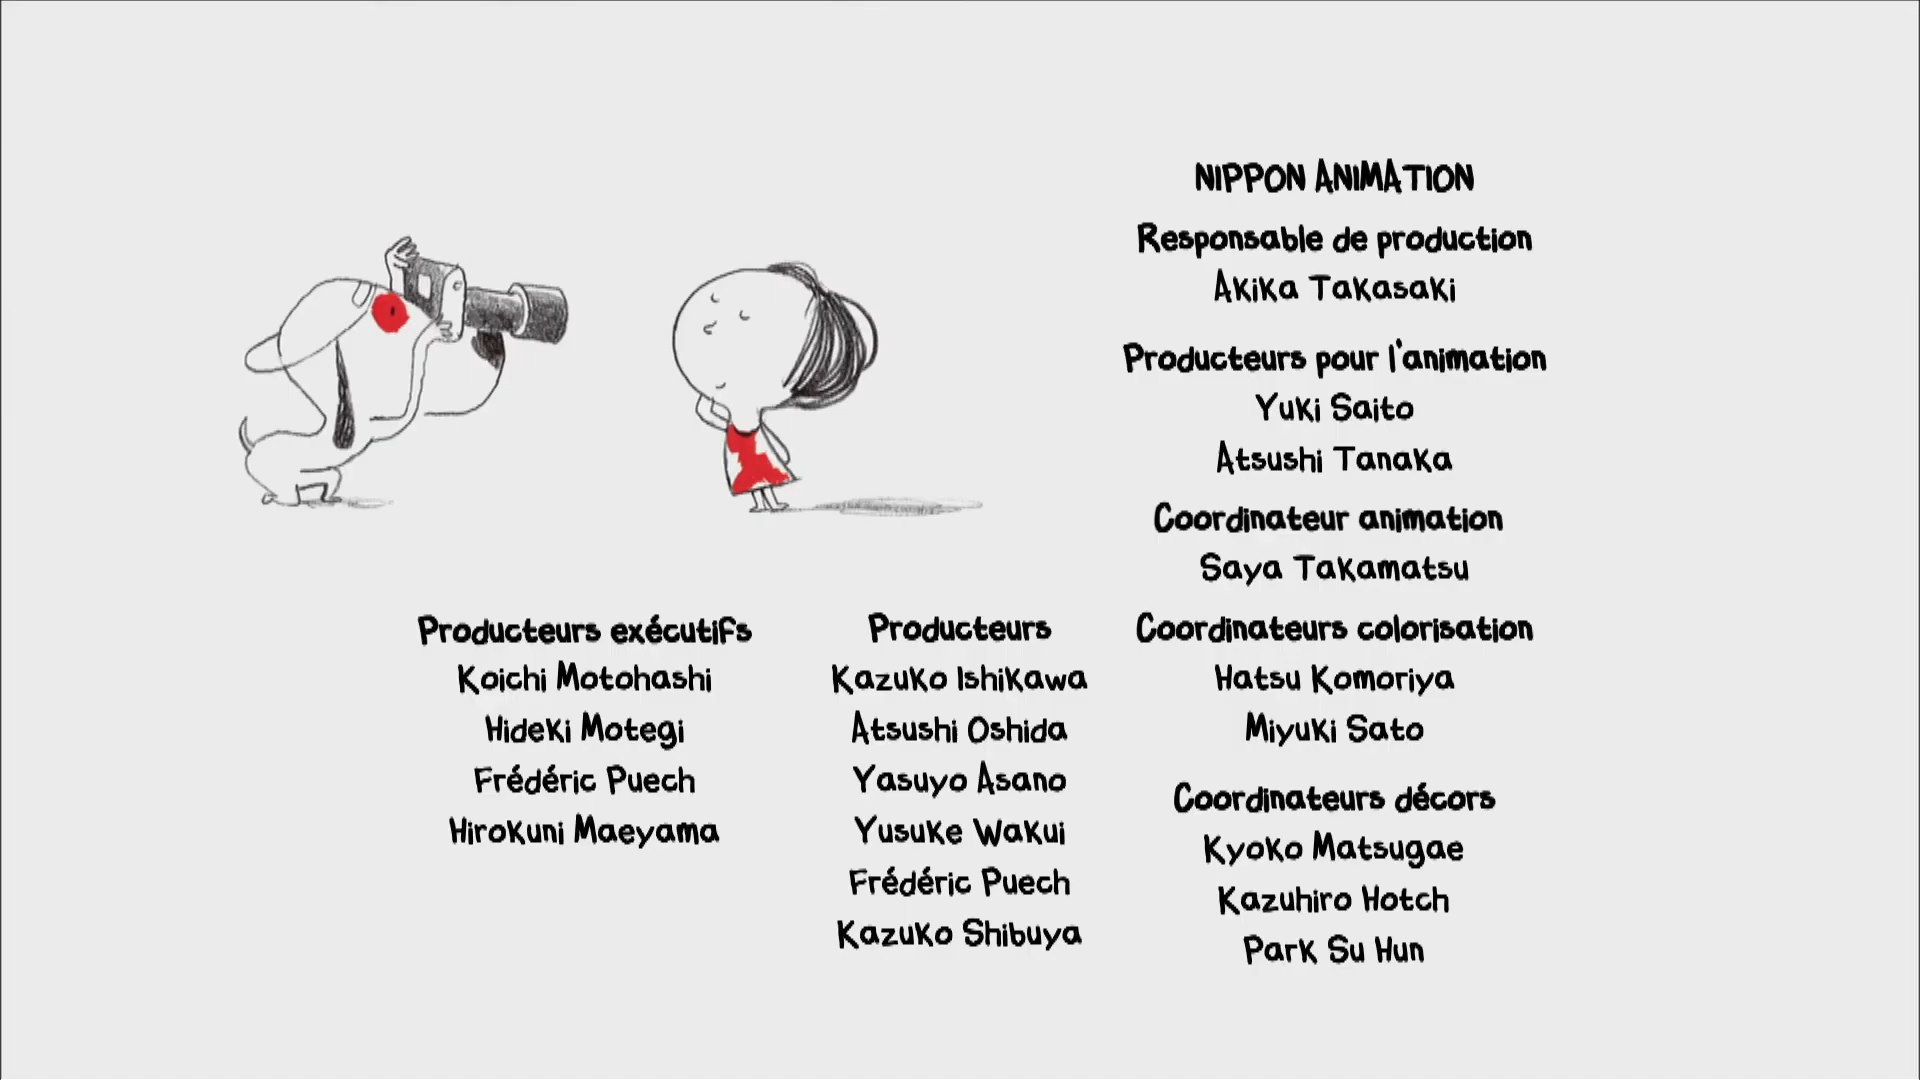 NIPPON ANIMATION
Responsable de production
Akika Takasaki
Producteurs pour l'animation
Yuki Saito
Atsushi Tanaka
Coordinateur animation
Saya Takamatsu
Producteurs exécutifs
Koichi Motohashi
Hideki Motegi
Frédéric Puech
Hirokuni Maeyama
Producteurs
Kazuko Ishikawa
Atsushi Oshida
Yasuyo Asano
Yusuke Wakui
Frédéric Puech
Kazuko Shibuya
Coordinateurs colorisation
Hatsu Komoriya
Miyuki Sato
Coordinateurs décors
Kyoko Matsugae
Kazuhiro Hotch
Park Su Hun